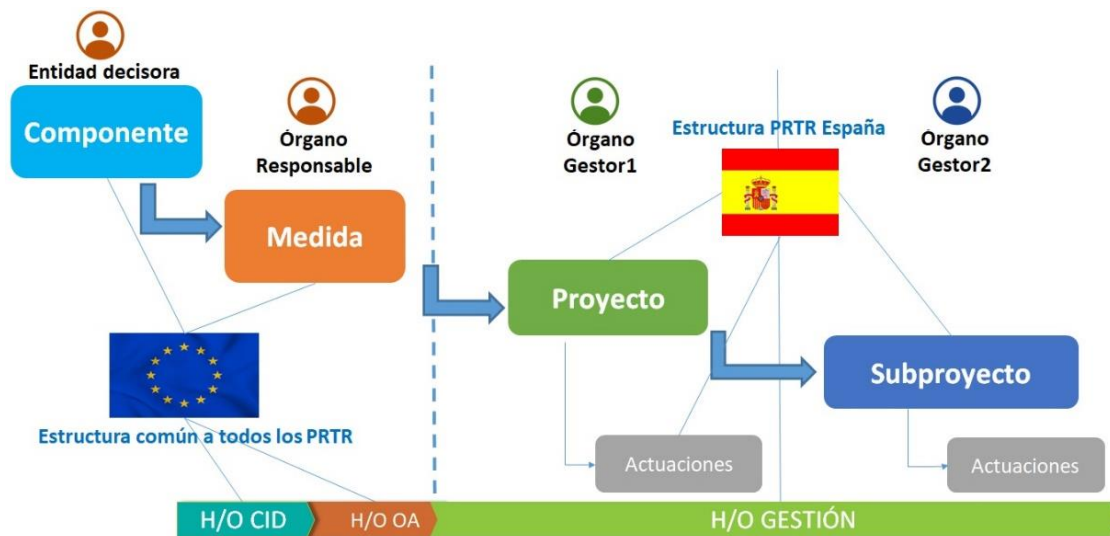 Entidad decisora
Componente
Órgano
Responsable
Medida
Estructura común a todos los PRTR
Órgano
Gestor1
Estructura PRTR España
Órgano
Gestor2
Proyecto
Subproyecto
Actuaciones
Actuaciones
H/O CID
H/O OA
H/O GESTIÓN